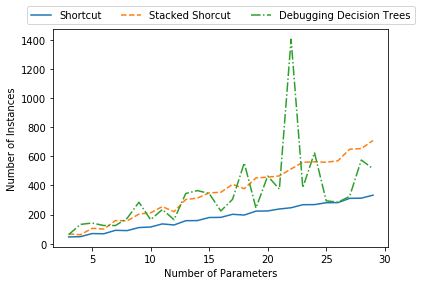 Shortcut Stacked Shorcut Debugging Decision Trees
1400
1200
1000
800
600
400
200
0
Number of Instances
5 10 15 20 25 30
Number of Parameters